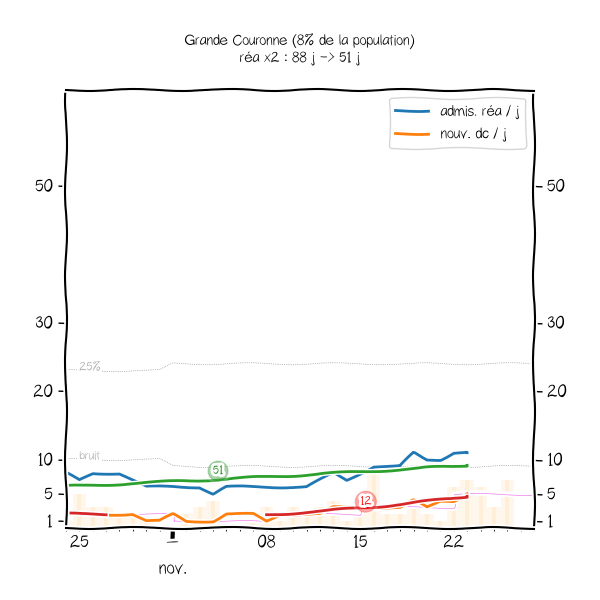 Grande Couronne (8% de la population)
réa x2 : 88 j -> 51 j
admis. réa / j
nouv. dc / j
50 50
30 30
25%
20 20
bruit
10 10
51
5 5
12
1 1
25 1 08 15 22
nov.